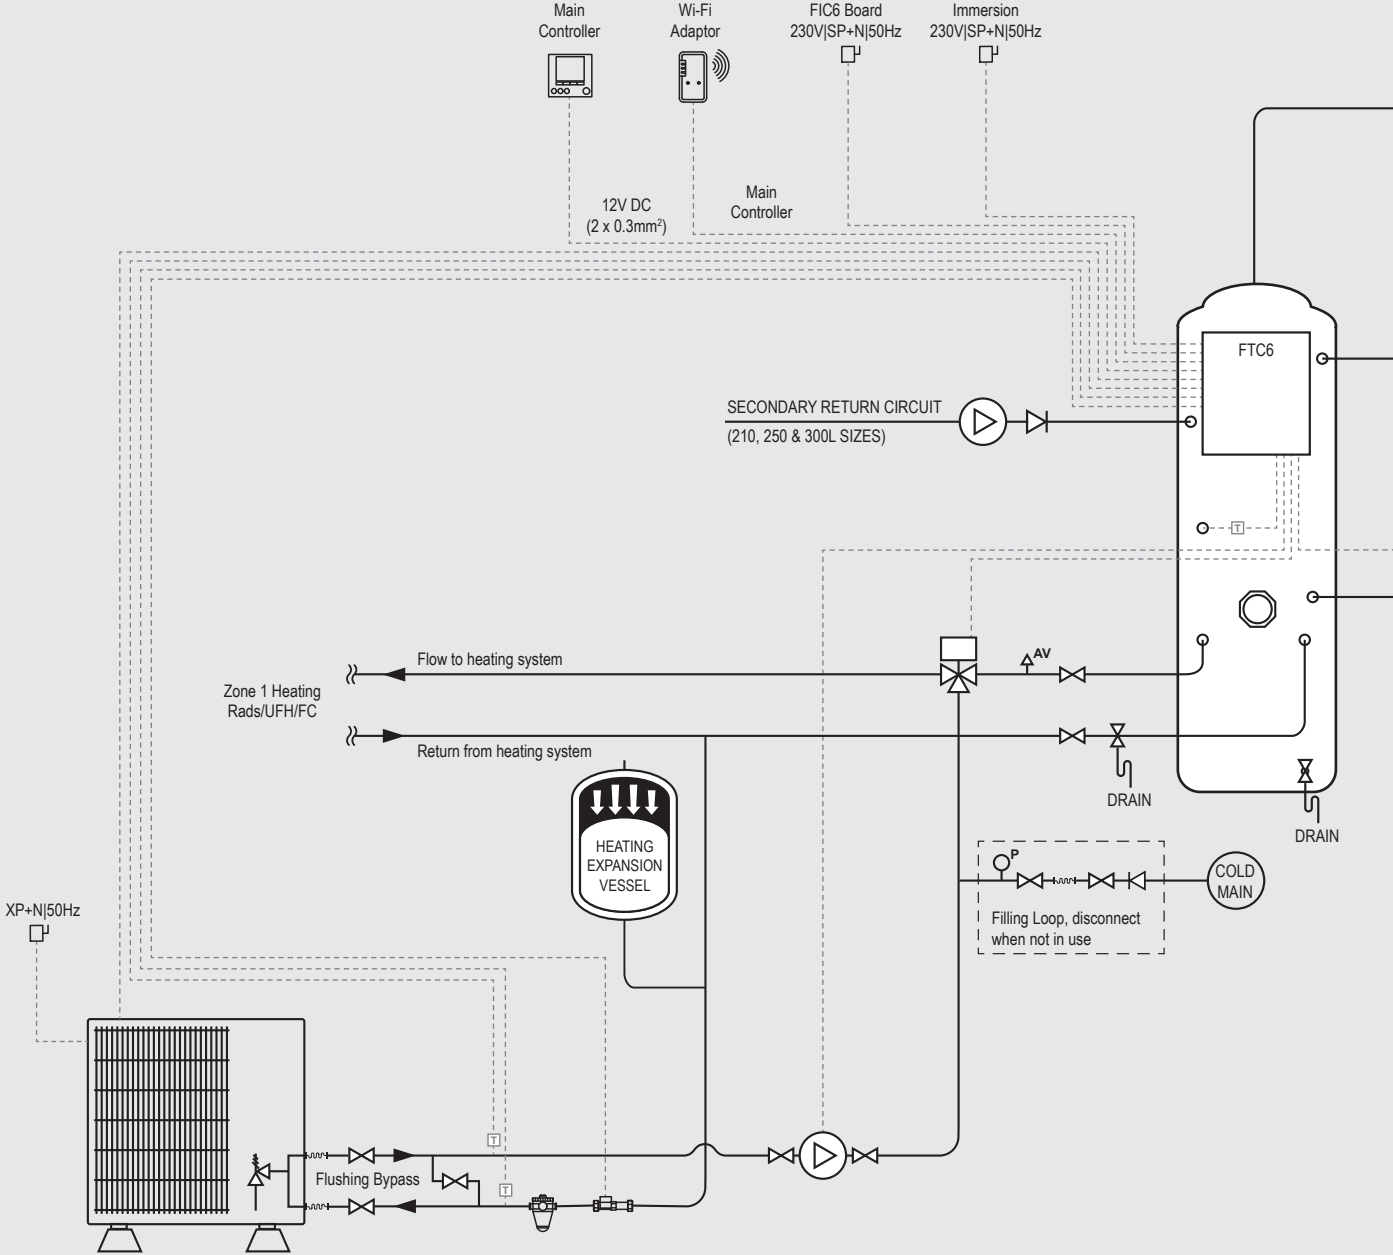 Main
Controller
Wi-Fi
Adaptor
FIC6 Board
230V|SP+N|50Hz
Immersion
230V|SP+N|50Hz
12V DC
(2 x 0.3mm²)
Main
Controller
FTC6
SECONDARY RETURN CIRCUIT
(210, 250 & 300L SIZES)
T
AV
Flow to heating system
Zone 1 Heating
Rads/UFH/FC
Return from heating system
DRAIN
DRAIN
HEATING
EXPANSION
VESSEL
P
COLD
MAIN
Filling Loop, disconnect
when not in use
XP+N|50Hz
T
Flushing Bypass
T